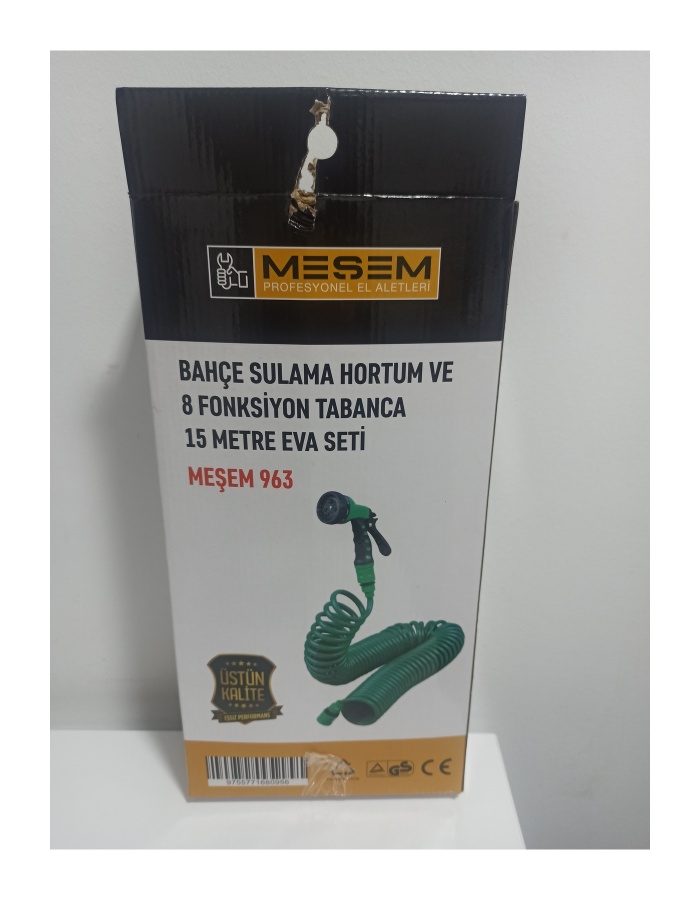 MEŞEM
PROFESYONEL EL ALETLERİ
BAHÇE SULAMA HORTUM VE
8 FONKSİYON TABANCA
15 METRE EVA SETİ
MEŞEM 963
ÜSTÜN
KALİTE
GS CE